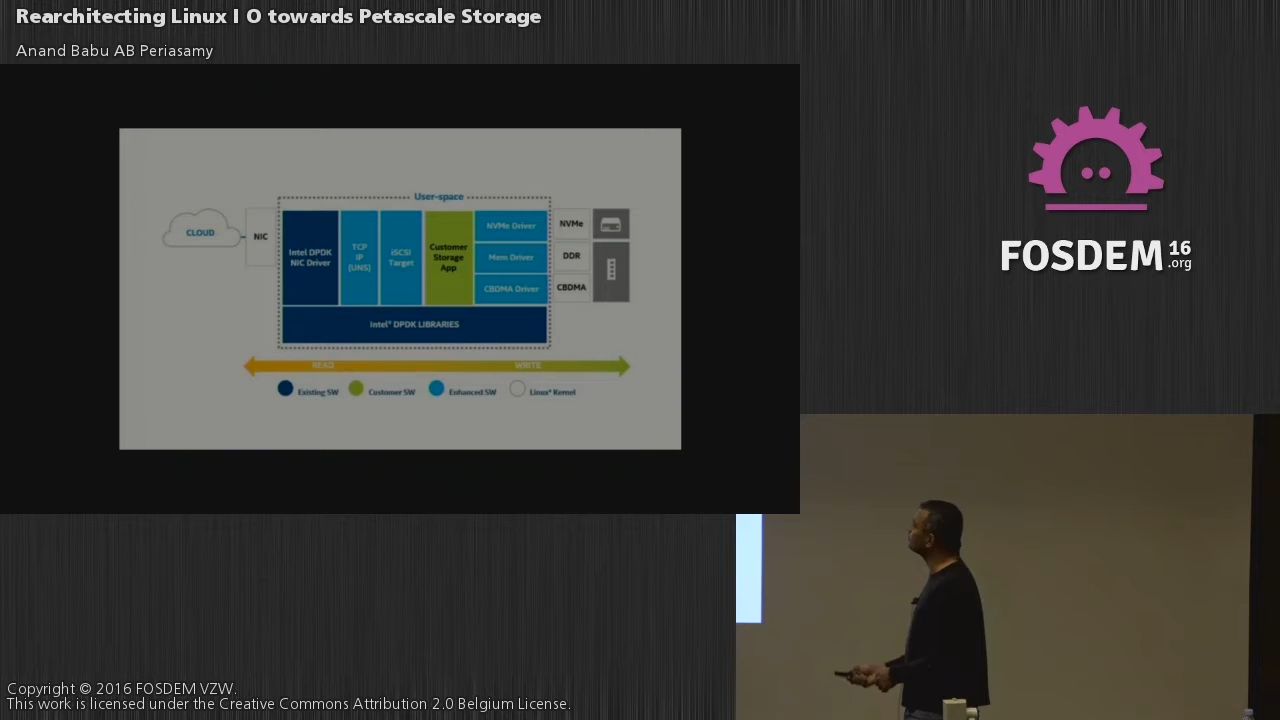 Rearchitecting Linux I O towards Petascale Storage
Anand Babu AB Periasamy
User-space
CLOUD
NIC
Intel DPDK
NIC Driver
TCP
IP
(UNS)
iSCSI
Target
Customer
Storage
App
NVMe Driver
Mem Driver
CBDMA Driver
NVMe
DDR
CBDMA
Intel® DPDK LIBRARIES
READ
WRITE
Existing SW
Customer SW
Enhanced SW
Linux* Kernel
FOSDEM 16
.org
Copyright © 2016 FOSDEM VZW.
This work is licensed under the Creative Commons Attribution 2.0 Belgium License.